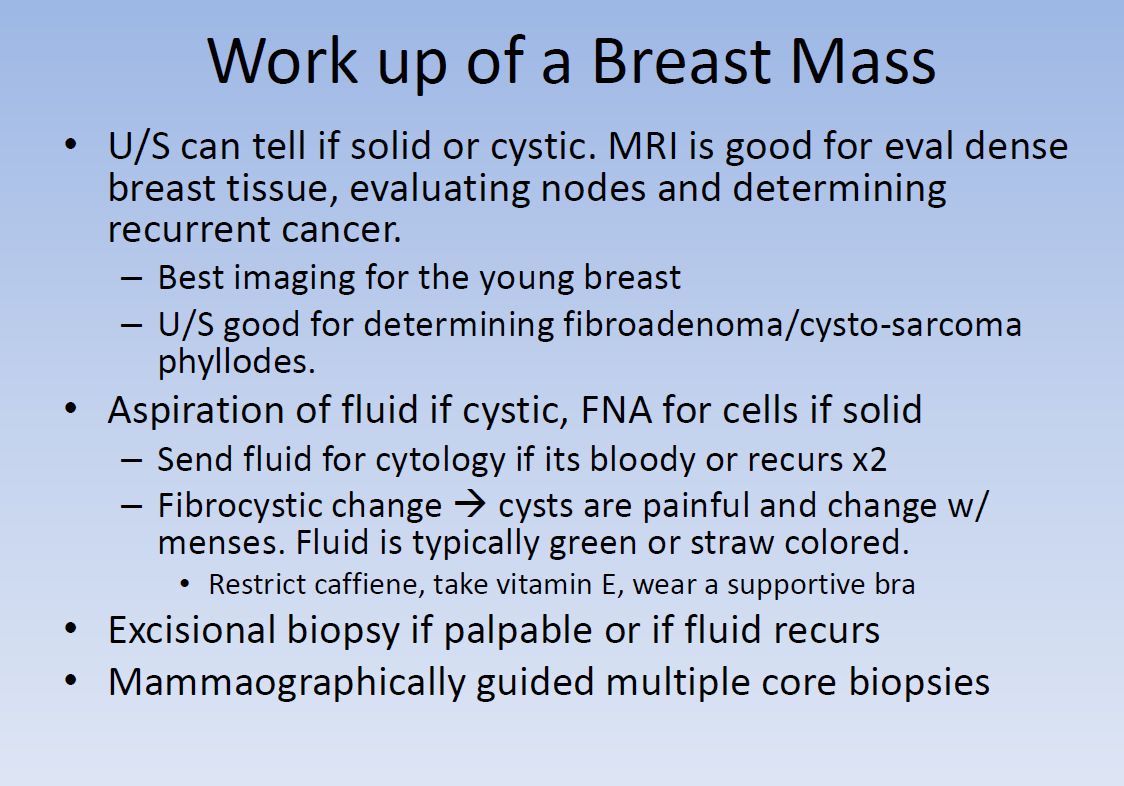 Work up of a Breast Mass
• U/S can tell if solid or cystic. MRI is good for eval dense
breast tissue, evaluating nodes and determining
recurrent cancer.
– Best imaging for the young breast
– U/S good for determining fibroadenoma/cysto-sarcoma
phyllodes.
• Aspiration of fluid if cystic, FNA for cells if solid
– Send fluid for cytology if its bloody or recurs x2
– Fibrocystic change → cysts are painful and change w/
menses. Fluid is typically green or straw colored.
• Restrict caffiene, take vitamin E, wear a supportive bra
• Excisional biopsy if palpable or if fluid recurs
• Mammaographically guided multiple core biopsies